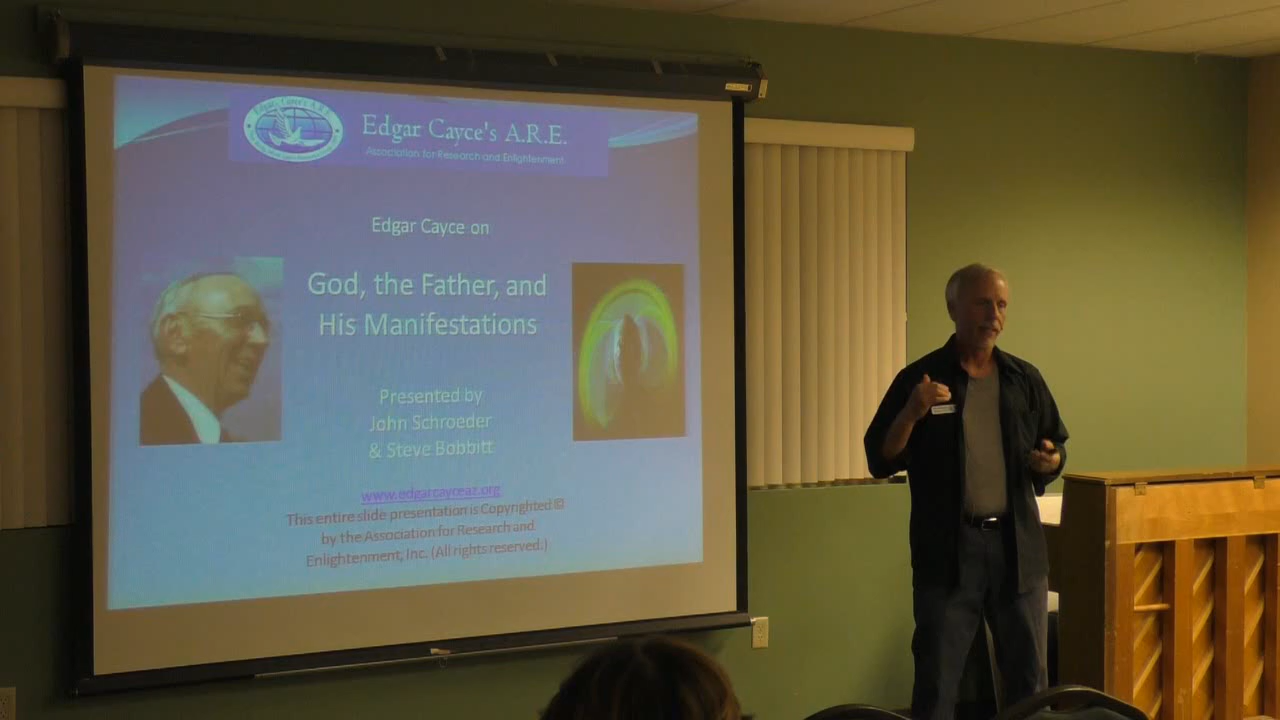 Edgar Cayce's A.R.E.
Edgar Cayce's A.R.E.
Association for Research and Enlightenment
Edgar Cayce on
God, the Father, and
His Manifestations
Presented by
John Schroeder
& Steve Bobbitt
www.edgarcayceaz.org
This entire slide presentation is Copyrighted ©
by the Association for Research and
Enlightenment, Inc. (All rights reserved.)